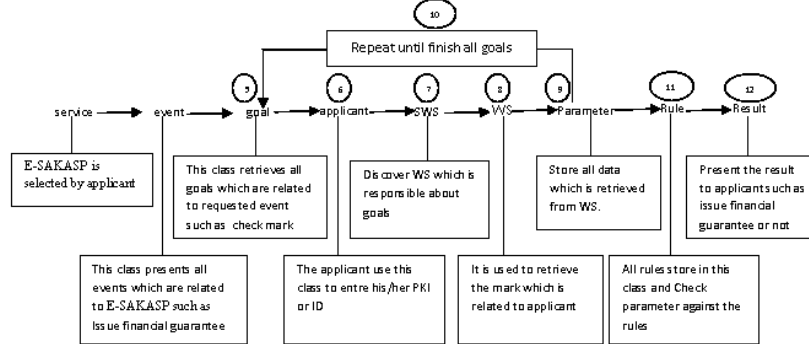 10
Repeat until finish all goals
5 6 7 8 9 11 12
service event goal applicant SWS WS Parameter Rule Result
E-SAKASP is
selected by applicant
This class retrieves all
goals which are related
to requested event
such as check mark
Discover WS which is
responsible about
goals
Store all data
which is retrieved
from WS.
Present the result
to applicants such as
issue financial
guarantee or not
This class presents all
events which are related
to E-SAKASP such as
Issue financial guarantee
The applicant use this
class to entre his/her PKI
or ID
It is used to retrieve
the mark which is
related to applicant
All rules store in this
class and Check
parameter against the
rules